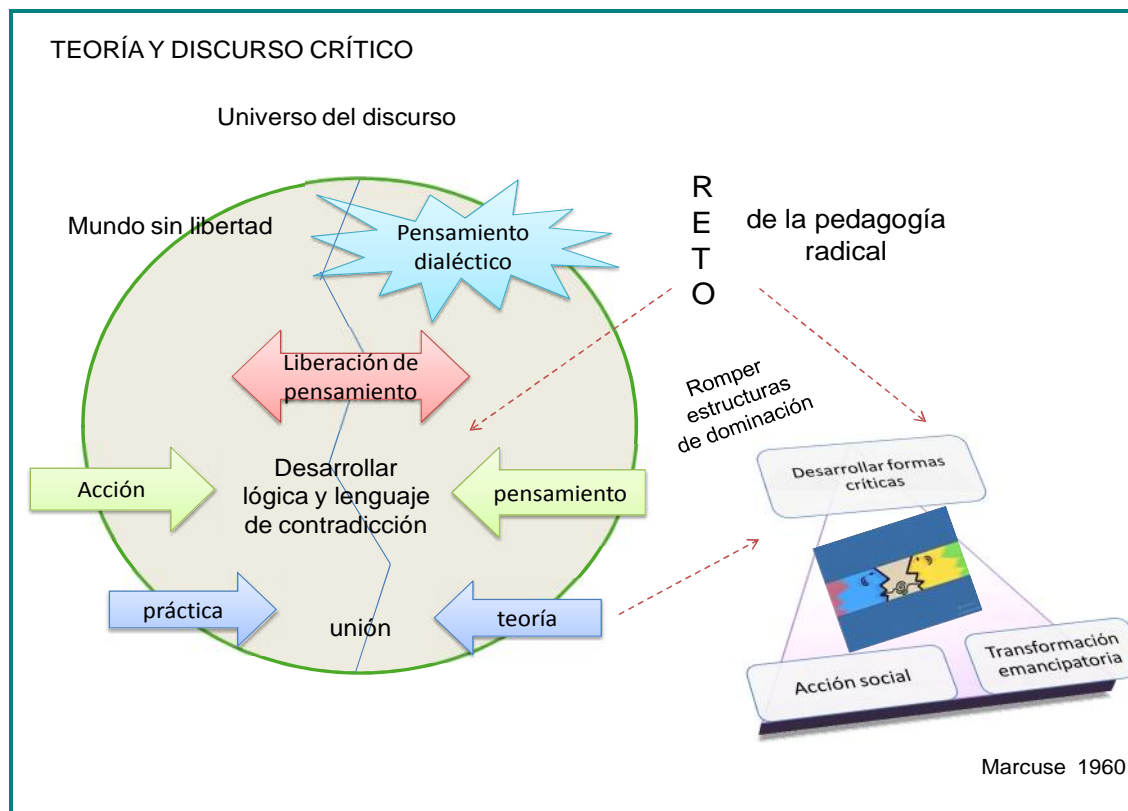 TEORÍA Y DISCURSO CRÍTICO
Universo del discurso
Mundo sin libertad
Pensamiento
dialéctico
R
E
T
O
de la pedagogía
radical
Liberación de
pensamiento
Romper
estructuras
de dominación
Acción
Desarrollar
lógica y lenguaje
de contradicción
pensamiento
Desarrollar formas
críticas
práctica
unión
teoría
Acción social
Transformación
emancipatoria
Marcuse 1960